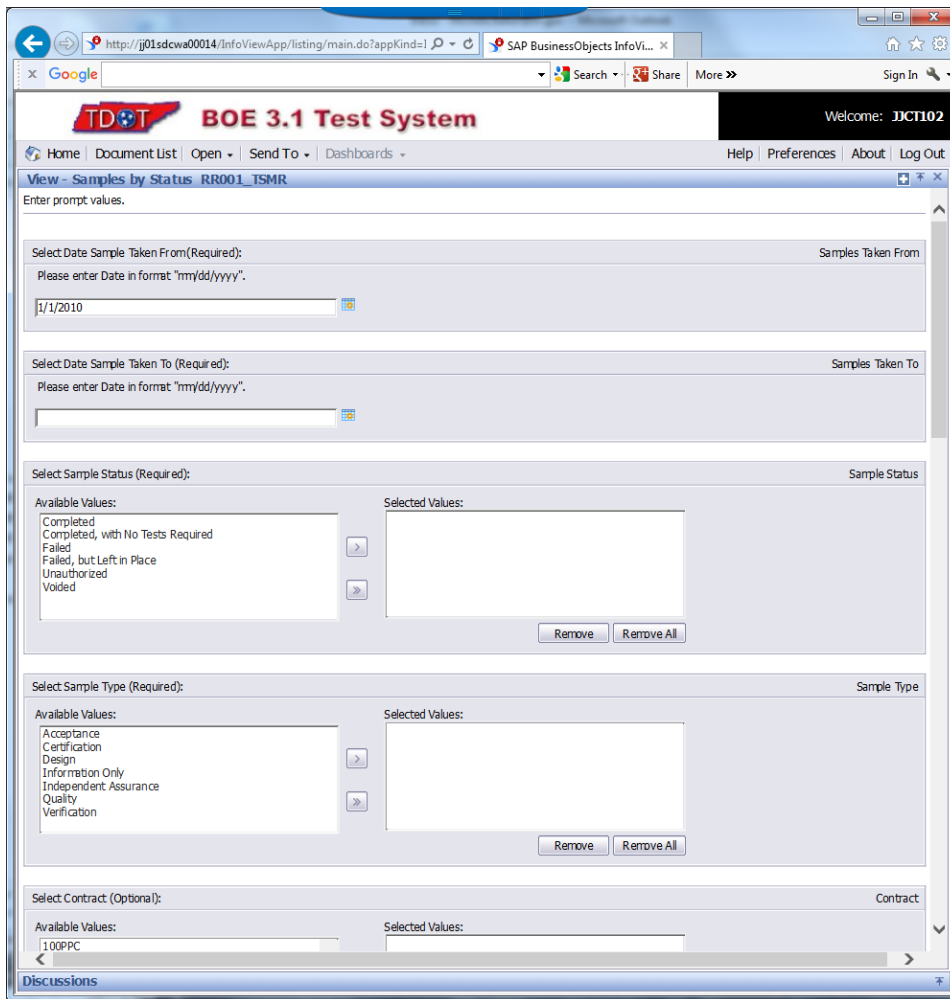 http://jj01sdcwa00014/InfoViewApp/listing/main.do?appKind=I
SAP BusinessObjects InfoVi...
x Google Search Share More » Sign In
TDOT BOE 3.1 Test System Welcome: JJCT102
Home Document List Open Send To Dashboards Help Preferences About Log Out
View - Samples by Status RR001_TSMR
Enter prompt values.
Select Date Sample Taken From(Required): Samples Taken From
Please enter Date in format "mm/dd/yyyy".
1/1/2010
Select Date Sample Taken To (Required): Samples Taken To
Please enter Date in format "mm/dd/yyyy".
Select Sample Status (Required): Sample Status
Available Values: Selected Values:
Completed
Completed, with No Tests Required
Failed
Failed, but Left in Place
Unauthorized
Voided
>
»
Remove Remove All
Select Sample Type (Required): Sample Type
Available Values: Selected Values:
Acceptance
Certification
Design
Information Only
Independent Assurance
Quality
Verification
>
»
Remove Remove All
Select Contract (Optional): Contract
Available Values: Selected Values:
100PPC
Discussions